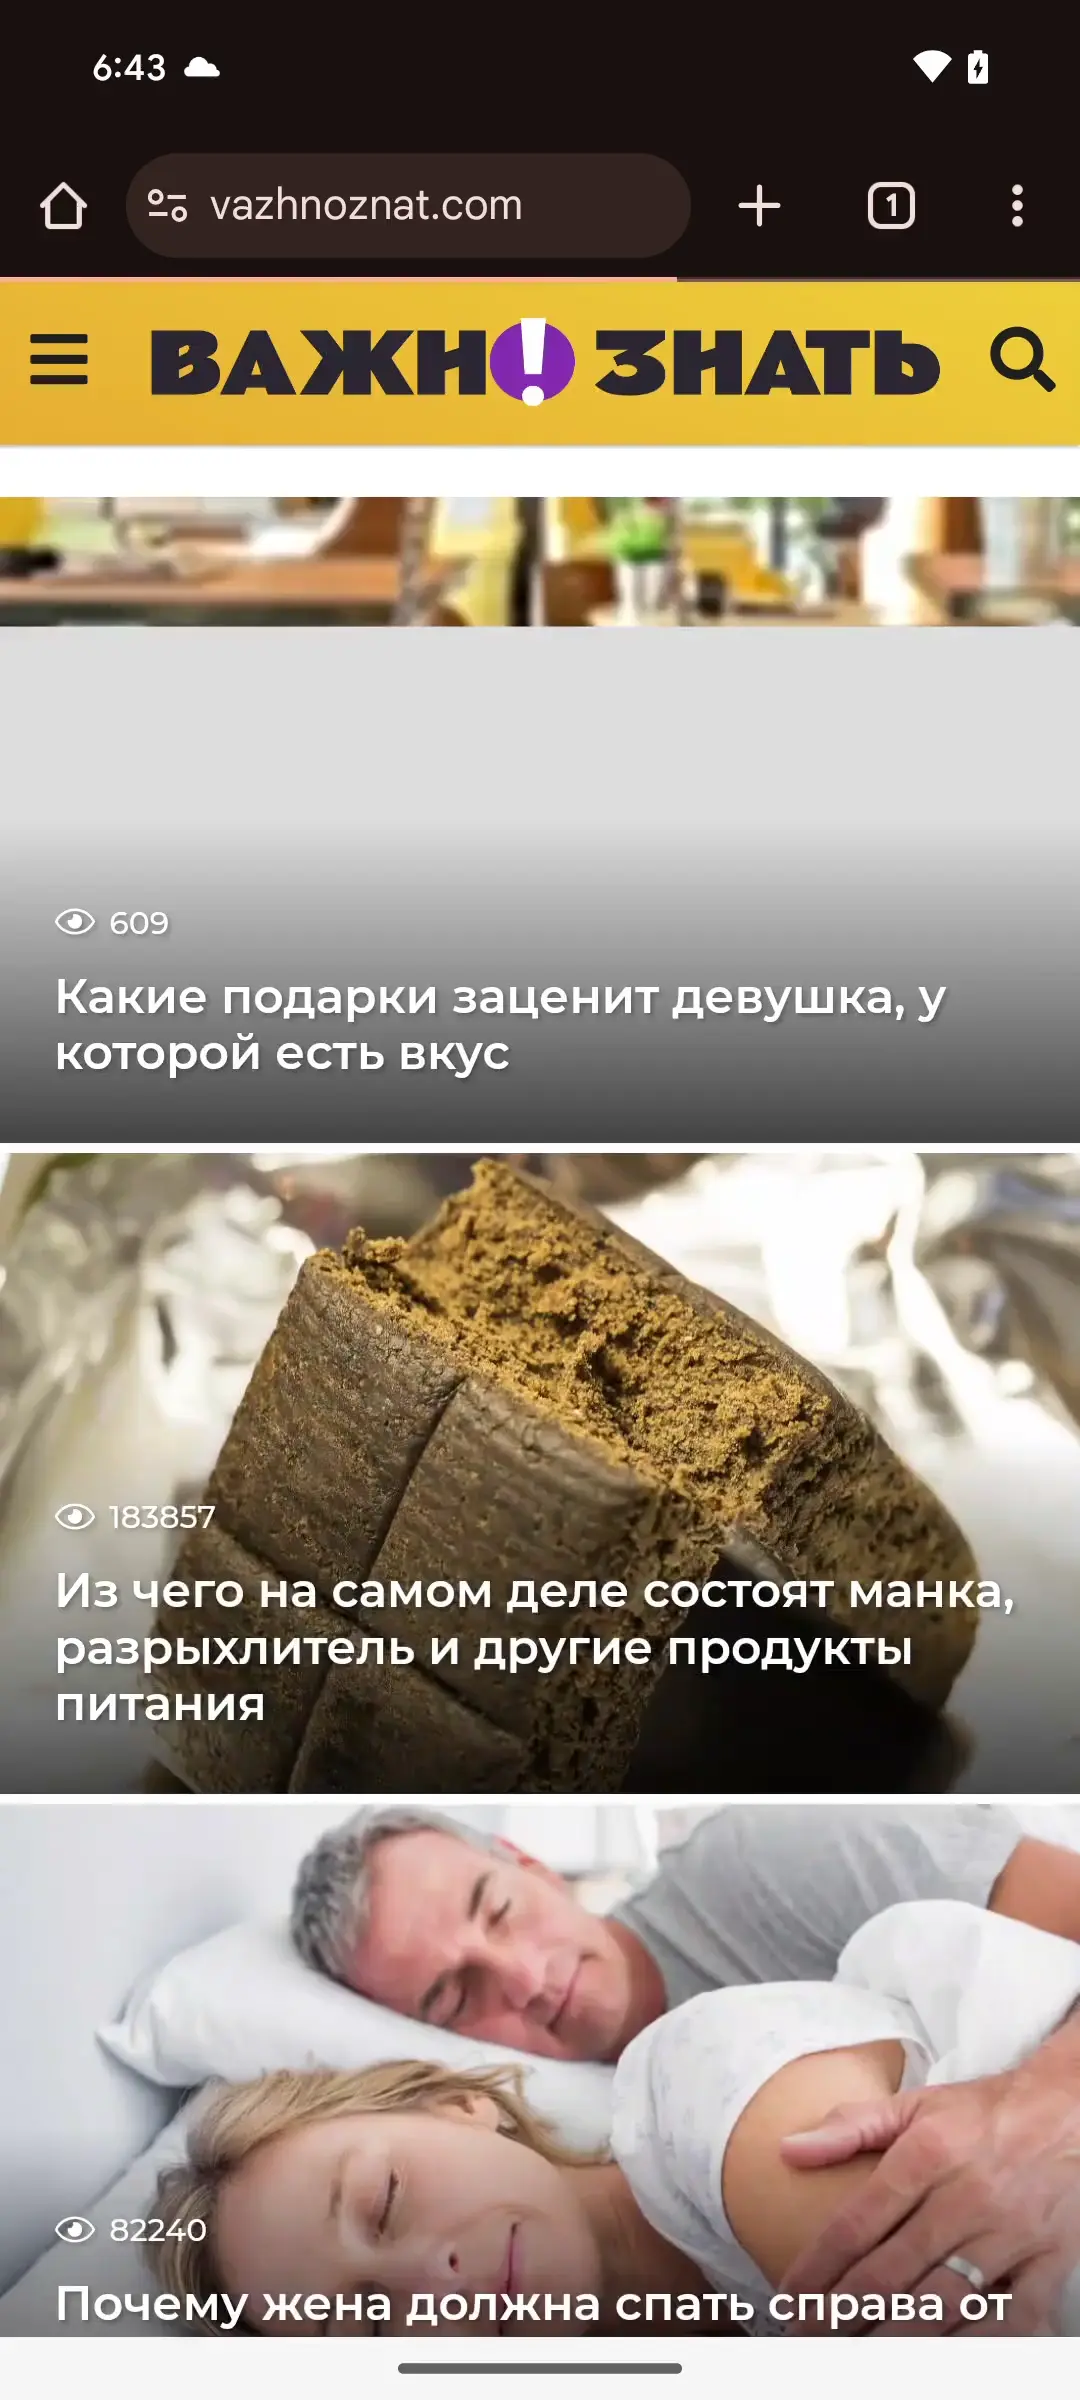 6:43
vazhnoznat.com
1
ВАЖН! ЗНАТЬ
609
Какие подарки заценит девушка, у
которой есть вкус
183857
Из чего на самом деле состоят манка,
разрыхлитель и другие продукты
питания
82240
Почему жена должна спать справа от